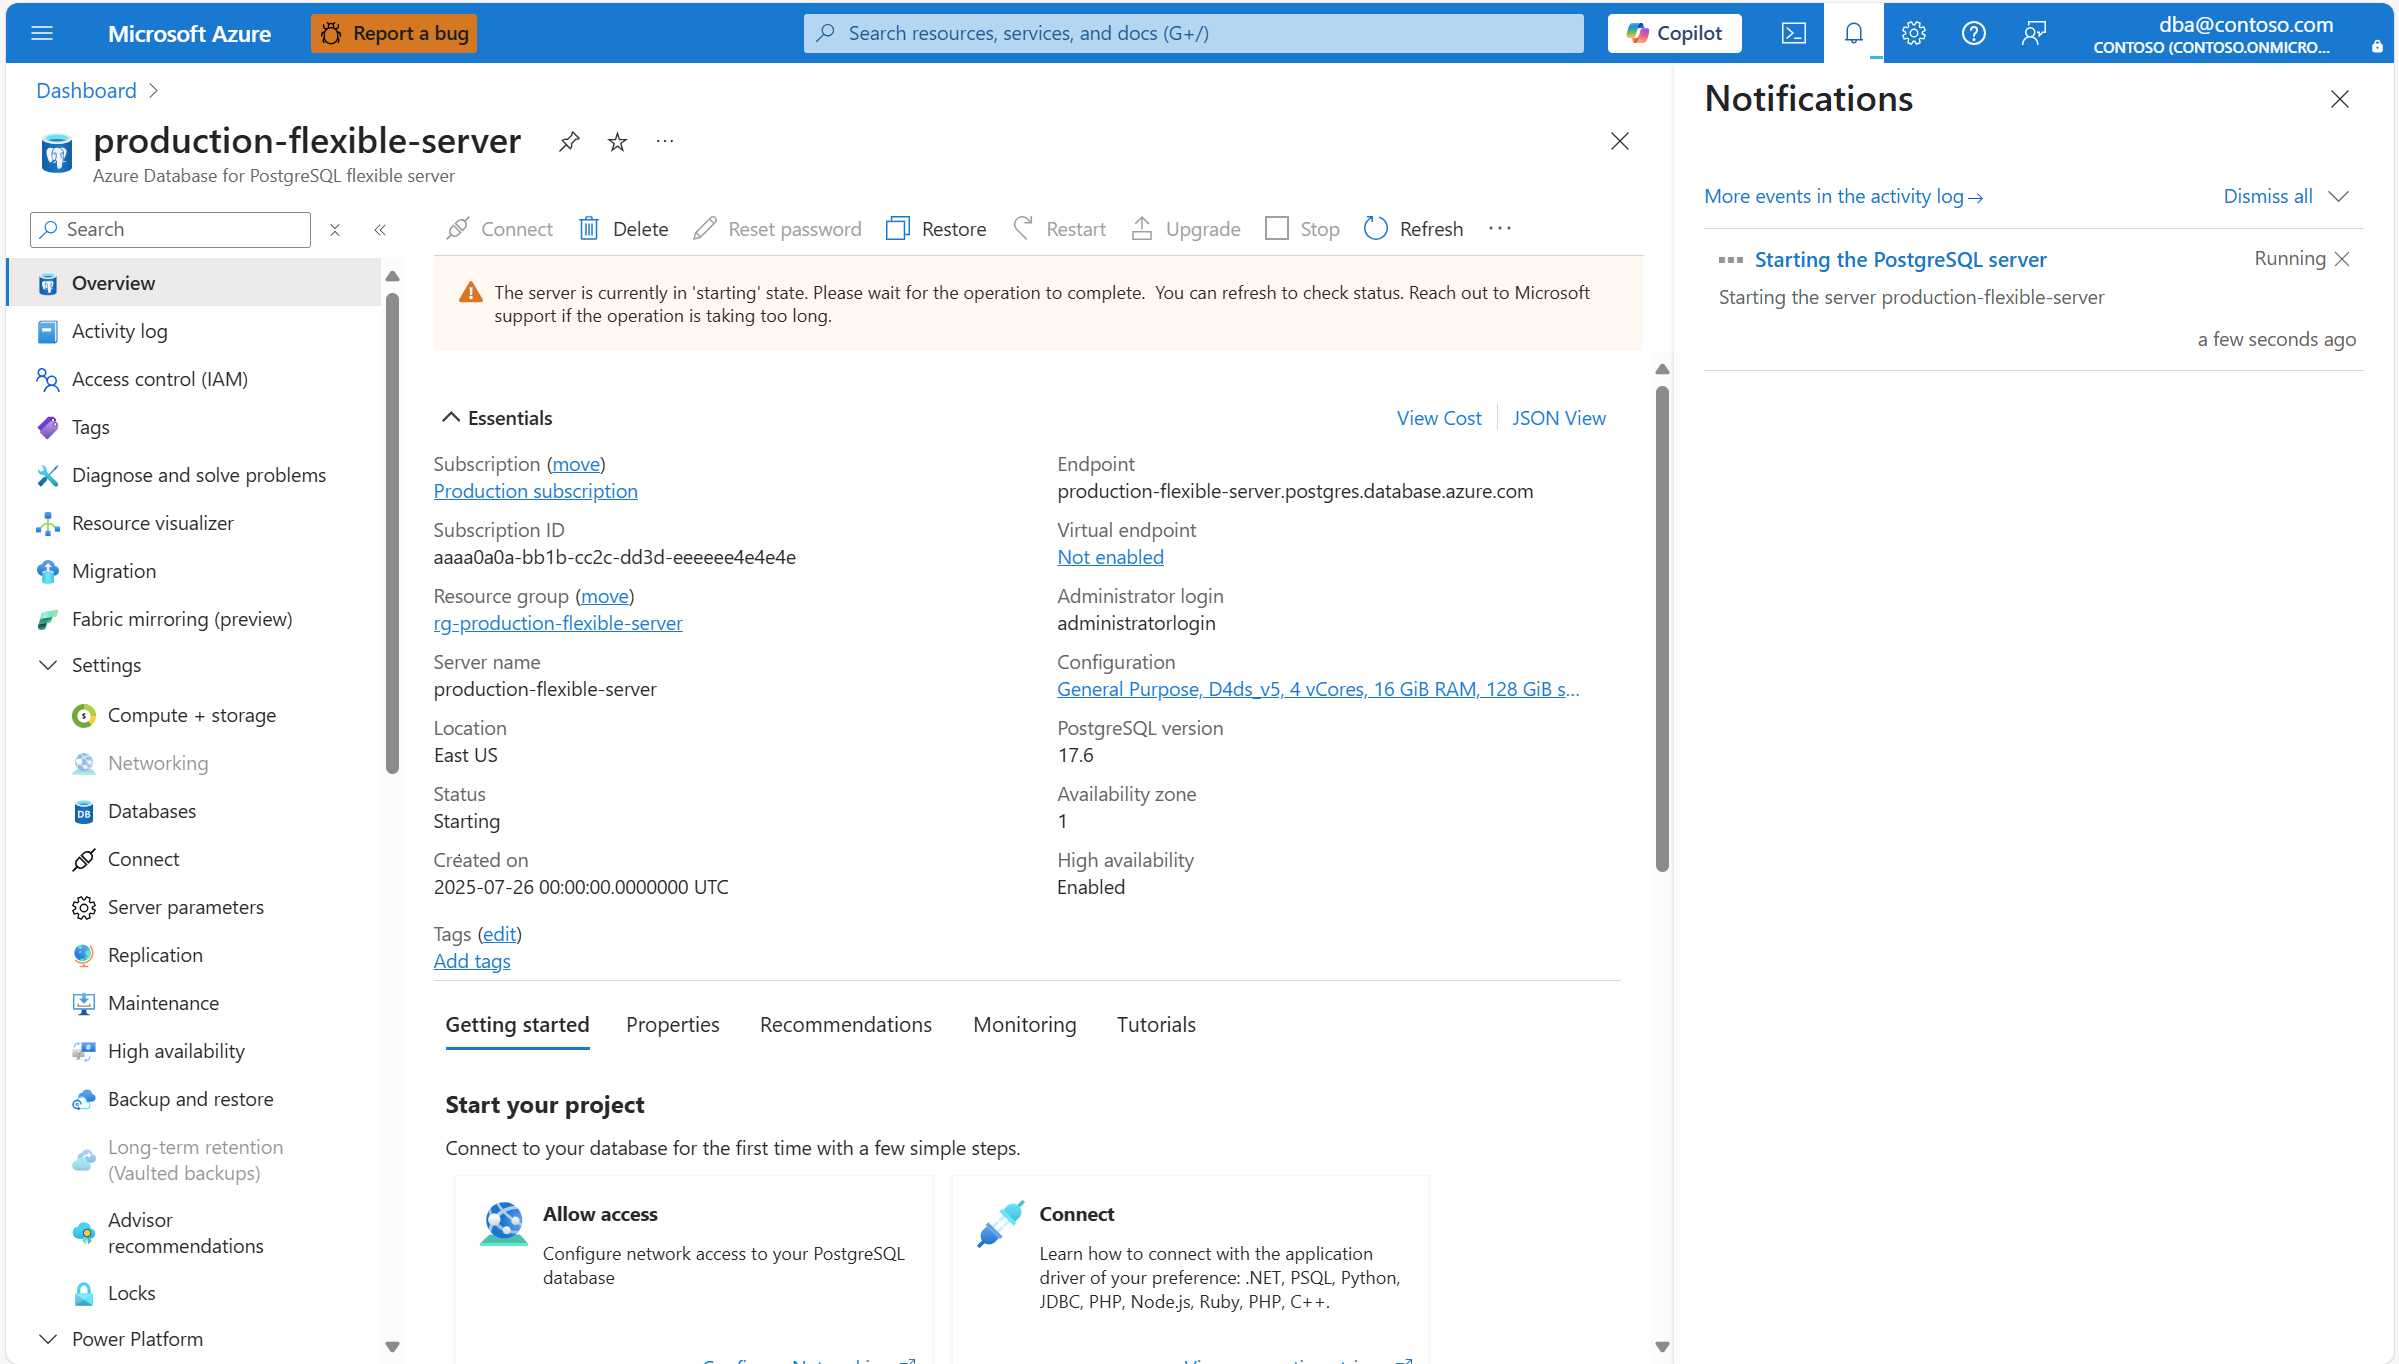 Microsoft Azure
Report a bug
Search resources, services, and docs (G+/)
Copilot
dba@contoso.com
CONTOSO (CONTOSO.ONMICRO...
Dashboard
production-flexible-server
Azure Database for PostgreSQL flexible server
Search
Overview
Activity log
Access control (IAM)
Tags
Diagnose and solve problems
Resource visualizer
Migration
Fabric mirroring (preview)
Settings
Compute + storage
Networking
Databases
Connect
Server parameters
Replication
Maintenance
High availability
Backup and restore
Long-term retention
(Vaulted backups)
Advisor
recommendations
Locks
Power Platform
Connect
Delete
Reset password
Restore
Restart
Upgrade
Stop
Refresh
The server is currently in 'starting' state. Please wait for the operation to complete.  You can refresh to check status. Reach out to Microsoft
support if the operation is taking too long.
Essentials
View Cost
JSON View
Subscription (move)
Production subscription
Subscription ID
aaaa0a0a-bb1b-cc2c-dd3d-eeeeee4e4e4e
Resource group (move)
rg-production-flexible-server
Server name
production-flexible-server
Location
East US
Status
Starting
Created on
2025-07-26 00:00:00.0000000 UTC
Tags (edit)
Add tags
Endpoint
production-flexible-server.postgres.database.azure.com
Virtual endpoint
Not enabled
Administrator login
administratorlogin
Configuration
General Purpose, D4ds_v5, 4 vCores, 16 GiB RAM, 128 GiB s...
PostgreSQL version
17.6
Availability zone
1
High availability
Enabled
Getting started
Properties
Recommendations
Monitoring
Tutorials
Start your project
Connect to your database for the first time with a few simple steps.
Allow access
Configure network access to your PostgreSQL
database
Connect
Learn how to connect with the application
driver of your preference: .NET, PSQL, Python,
JDBC, PHP, Node.js, Ruby, PHP, C++.
Notifications
More events in the activity log→
Dismiss all
Starting the PostgreSQL server
Running
Starting the server production-flexible-server
a few seconds ago